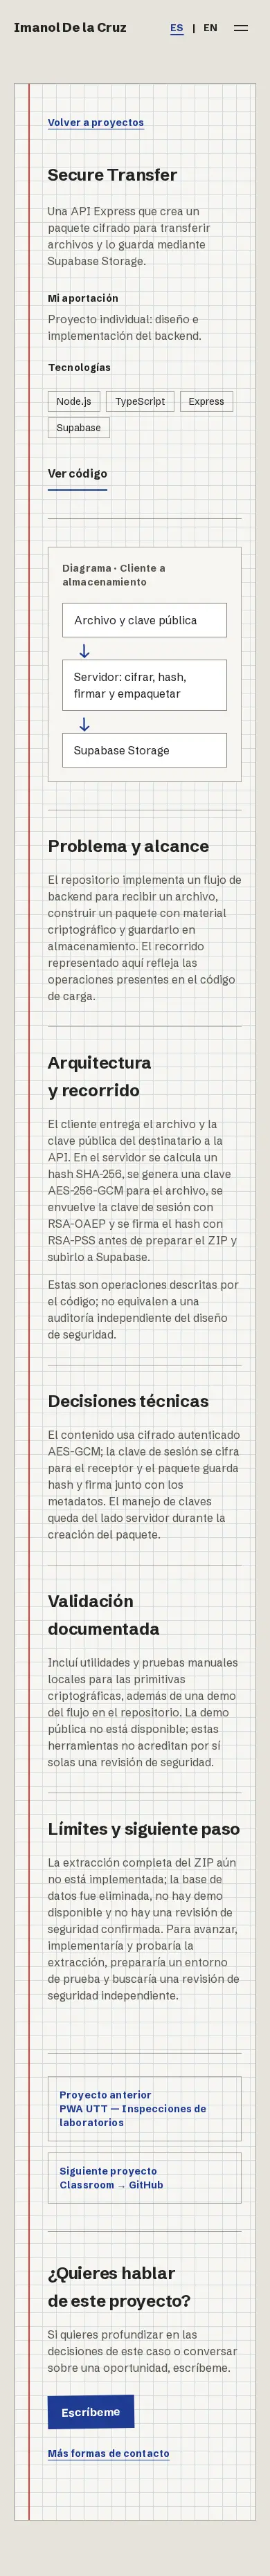 Imanol De la Cruz
ES | EN
Volver a proyectos
Secure Transfer
Una API Express que crea un
paquete cifrado para transferir
archivos y lo guarda mediante
Supabase Storage.
Mi aportación
Proyecto individual: diseño e
implementación del backend.
Tecnologías
Node.js TypeScript Express
Supabase
Ver código
Diagrama · Cliente a
almacenamiento
Archivo y clave pública
↓
Servidor: cifrar, hash,
firmar y empaquetar
↓
Supabase Storage
Problema y alcance
El repositorio implementa un flujo de
backend para recibir un archivo,
construir un paquete con material
criptográfico y guardarlo en
almacenamiento. El recorrido
representado aquí refleja las
operaciones presentes en el código
de carga.
Arquitectura
y recorrido
El cliente entrega el archivo y la
clave pública del destinatario a la
API. En el servidor se calcula un
hash SHA-256, se genera una clave
AES-256-GCM para el archivo, se
envuelve la clave de sesión con
RSA-OAEP y se firma el hash con
RSA-PSS antes de preparar el ZIP y
subirlo a Supabase.
Estas son operaciones descritas por
el código; no equivalen a una
auditoría independiente del diseño
de seguridad.
Decisiones técnicas
El contenido usa cifrado autenticado
AES-GCM; la clave de sesión se cifra
para el receptor y el paquete guarda
hash y firma junto con los
metadatos. El manejo de claves
queda del lado servidor durante la
creación del paquete.
Validación
documentada
Incluí utilidades y pruebas manuales
locales para las primitivas
criptográficas, además de una demo
del flujo en el repositorio. La demo
pública no está disponible; estas
herramientas no acreditan por sí
solas una revisión de seguridad.
Límites y siguiente paso
La extracción completa del ZIP aún
no está implementada; la base de
datos fue eliminada, no hay demo
disponible y no hay una revisión de
seguridad confirmada. Para avanzar,
implementaría y probaría la
extracción, prepararía un entorno
de prueba y buscaría una revisión de
seguridad independiente.
Proyecto anterior
PWA UTT — Inspecciones de
laboratorios
Siguiente proyecto
Classroom → GitHub
¿Quieres hablar
de este proyecto?
Si quieres profundizar en las
decisiones de este caso o conversar
sobre una oportunidad, escríbeme.
Escríbeme
Más formas de contacto